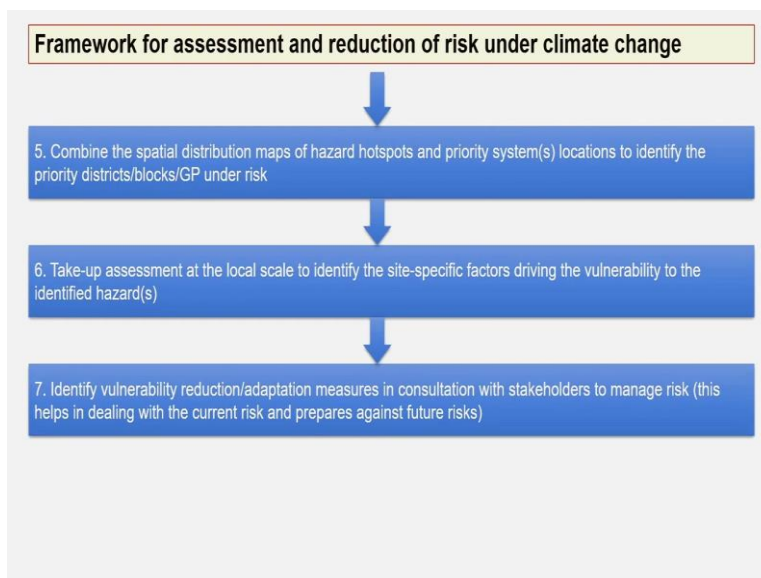 Framework for assessment and reduction of risk under climate change
5. Combine the spatial distribution maps of hazard hotspots and priority system(s) locations to identify the
priority districts/blocks/GP under risk
6. Take-up assessment at the local scale to identify the site-specific factors driving the vulnerability to the
identified hazard(s)
7. Identify vulnerability reduction/adaptation measures in consultation with stakeholders to manage risk (this
helps in dealing with the current risk and prepares against future risks)